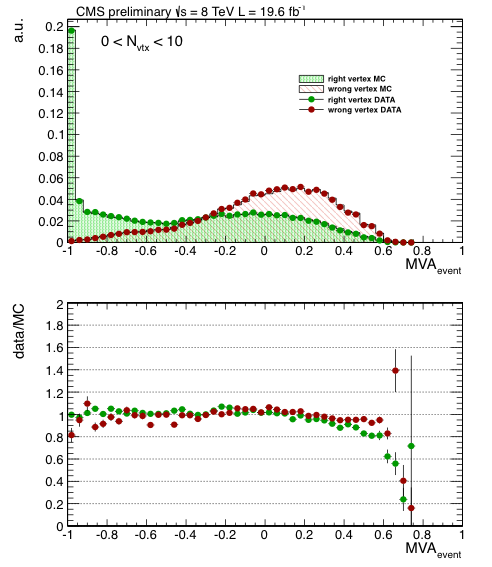 CMS preliminary √s = 8 TeV L = 19.6 fb⁻¹
a.u.
0 < Nvtx < 10
right vertex MC
wrong vertex MC
right vertex DATA
wrong vertex DATA
0.2
0.18
0.16
0.14
0.12
0.1
0.08
0.06
0.04
0.02
0
-1 -0.8 -0.6 -0.4 -0.2 0 0.2 0.4 0.6 0.8 1
MVAevent
data/MC
2
1.8
1.6
1.4
1.2
1
0.8
0.6
0.4
0.2
0
-1 -0.8 -0.6 -0.4 -0.2 0 0.2 0.4 0.6 0.8 1
MVAevent